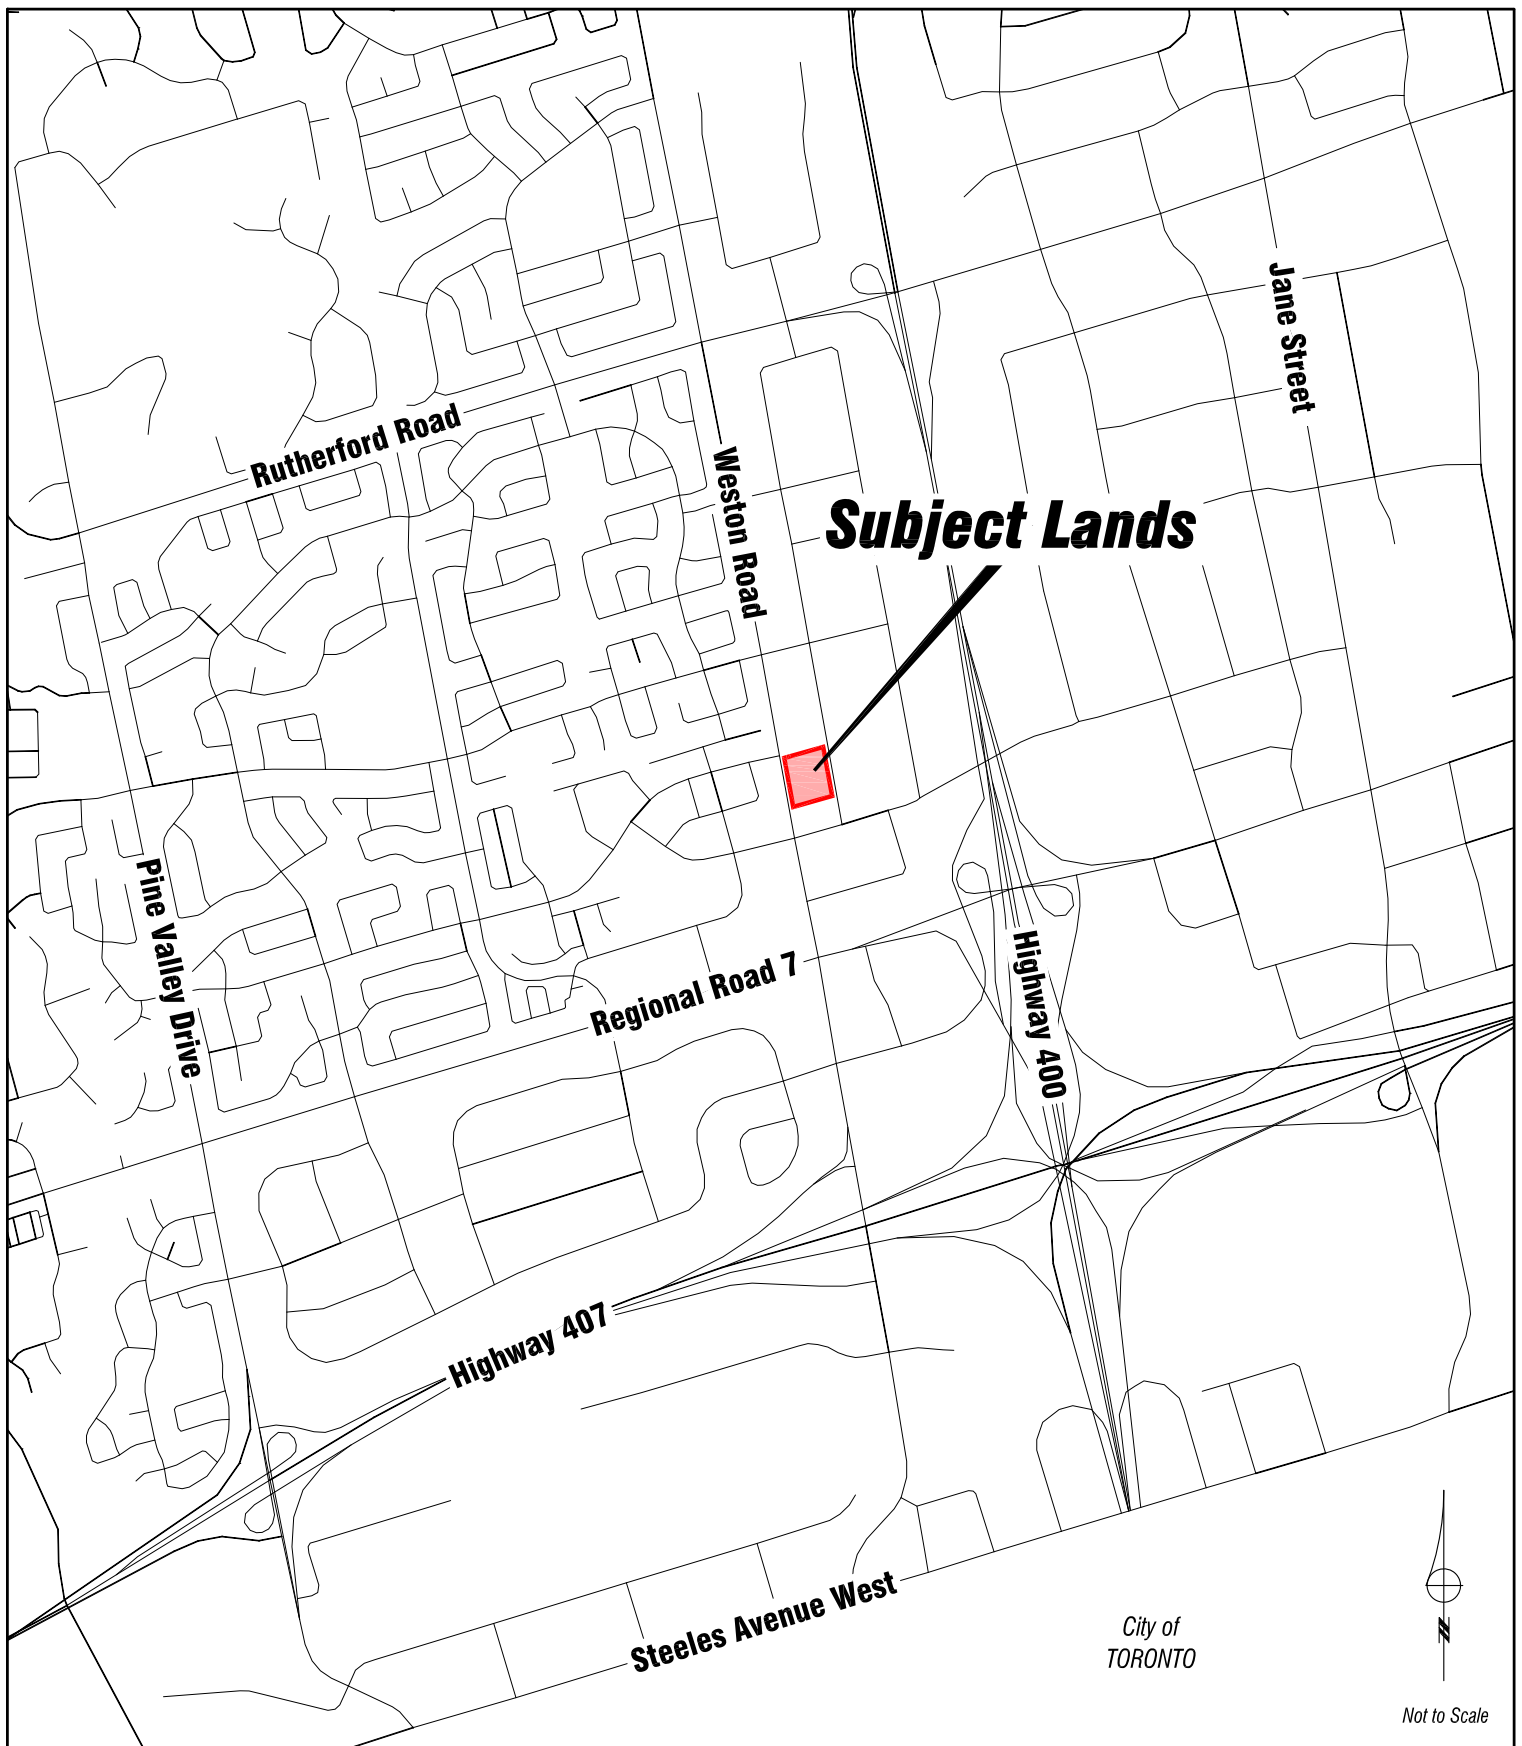 Jane Street
Rutherford Road
Weston Road
Subject Lands
Pine Valley Drive
Regional Road 7
Highway 400
Highway 407
Steeles Avenue West
City of
TORONTO
N
Not to Scale